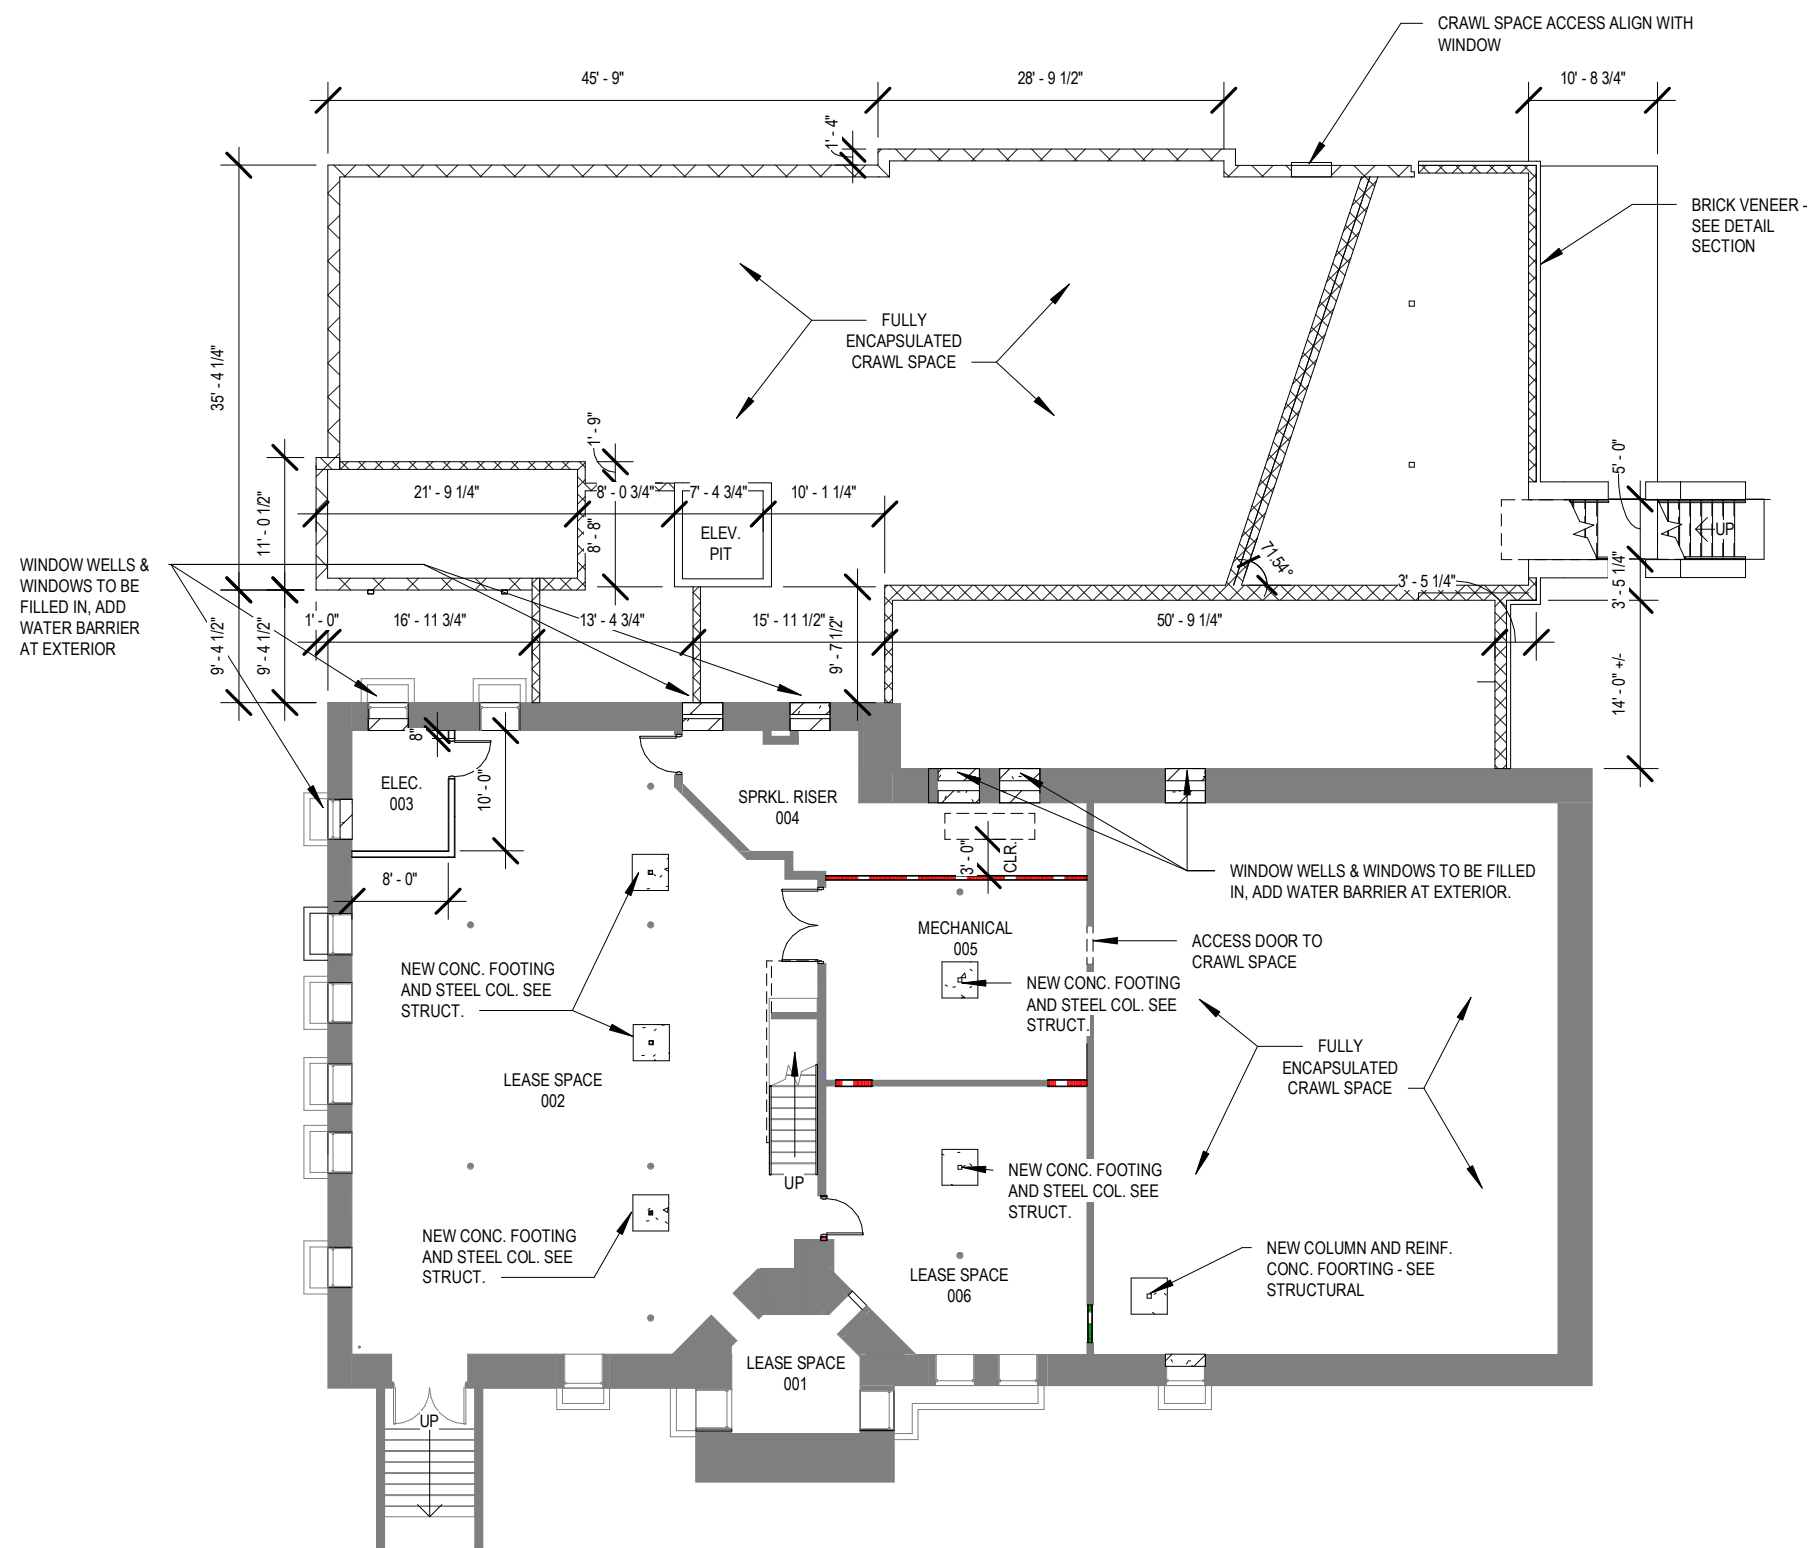 CRAWL SPACE ACCESS ALIGN WITH
WINDOW
45' - 9"
28' - 9 1/2"
10' - 8 3/4"
1' - 4"
BRICK VENEER -
SEE DETAIL
SECTION
FULLY
ENCAPSULATED
CRAWL SPACE
35' - 4 1/4"
1' - 9"
5' - 0"
21' - 9 1/4"
8' - 0 3/4"
7' - 4 3/4"
10' - 1 1/4"
11' - 0 1/2"
8' - 8"
ELEV.
PIT
UP
71.54°
WINDOW WELLS &
WINDOWS TO BE
FILLED IN, ADD
WATER BARRIER
AT EXTERIOR
3' - 5 1/4"
3' - 5 1/4"
1' - 0"
16' - 11 3/4"
13' - 4 3/4"
15' - 11 1/2"
50' - 9 1/4"
9' - 4 1/2"
9' - 4 1/2"
9' - 7 1/2"
14' - 0" +/-
8"
ELEC.
003
10' - 0"
SPRKL. RISER
004
3' - 0"
CLR.
8' - 0"
WINDOW WELLS & WINDOWS TO BE FILLED
IN, ADD WATER BARRIER AT EXTERIOR.
MECHANICAL
005
ACCESS DOOR TO
CRAWL SPACE
NEW CONC. FOOTING
AND STEEL COL. SEE
STRUCT.
NEW CONC. FOOTING
AND STEEL COL. SEE
STRUCT.
FULLY
ENCAPSULATED
CRAWL SPACE
LEASE SPACE
002
UP
NEW CONC. FOOTING
AND STEEL COL. SEE
STRUCT.
NEW CONC. FOOTING
AND STEEL COL. SEE
STRUCT.
NEW COLUMN AND REINF.
CONC. FOORTING - SEE
STRUCTURAL
LEASE SPACE
006
LEASE SPACE
001
UP